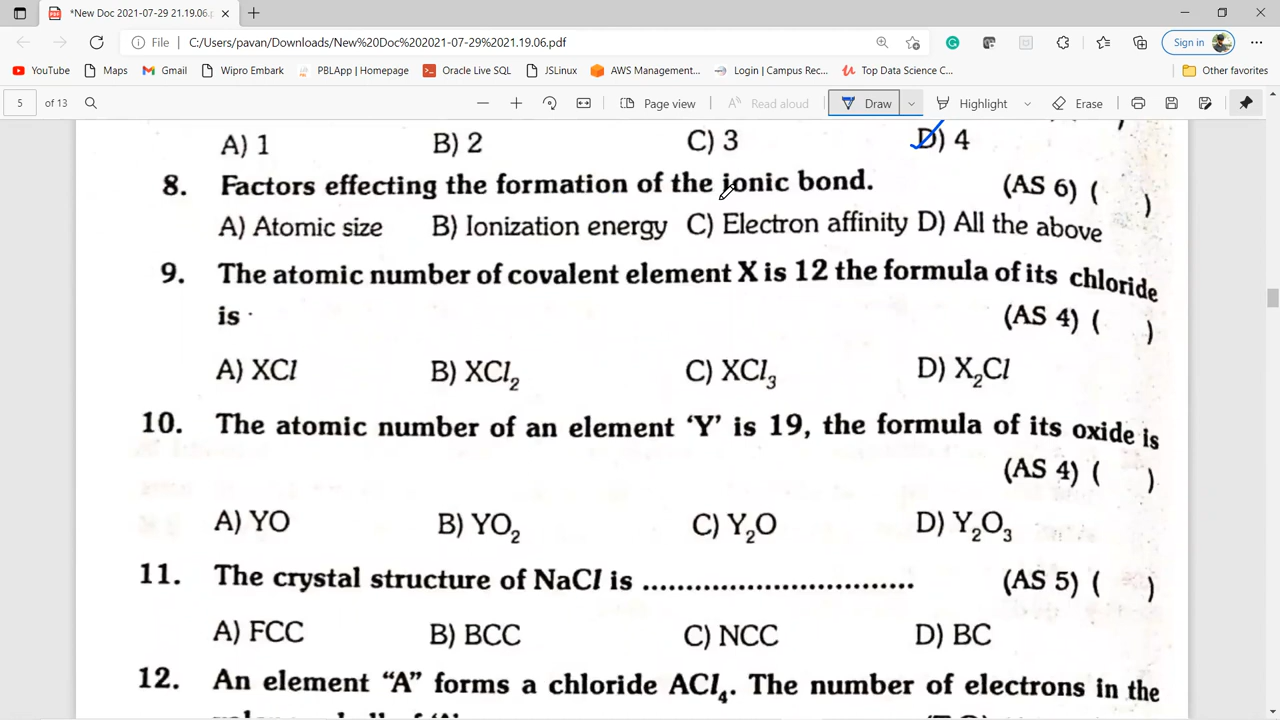 *New Doc 2021-07-29 21.19.06.p
File C:/Users/pavan/Downloads/New%20Doc%202021-07-29%2021.19.06.pdf Sign in
YouTube Maps Gmail Wipro Embark PBLApp | Homepage Oracle Live SQL JSLinux AWS Management... Login | Campus Rec... Top Data Science C... Other favorites
5 of 13 Page view Read aloud Draw Highlight Erase
A) 1 B) 2 C) 3 D) 4
8. Factors effecting the formation of the ionic bond. (AS 6) ( )
A) Atomic size B) Ionization energy C) Electron affinity D) All the above
9. The atomic number of covalent element X is 12 the formula of its chloride
is (AS 4) ( )
A) XCl B) XCl₂ C) XCl₃ D) X₂Cl
10. The atomic number of an element ‘Y’ is 19, the formula of its oxide is
(AS 4) ( )
A) YO B) YO₂ C) Y₂O D) Y₂O₃
11. The crystal structure of NaCl is .............................. (AS 5) ( )
A) FCC B) BCC C) NCC D) BC
12. An element “A” forms a chloride ACl₄. The number of electrons in the